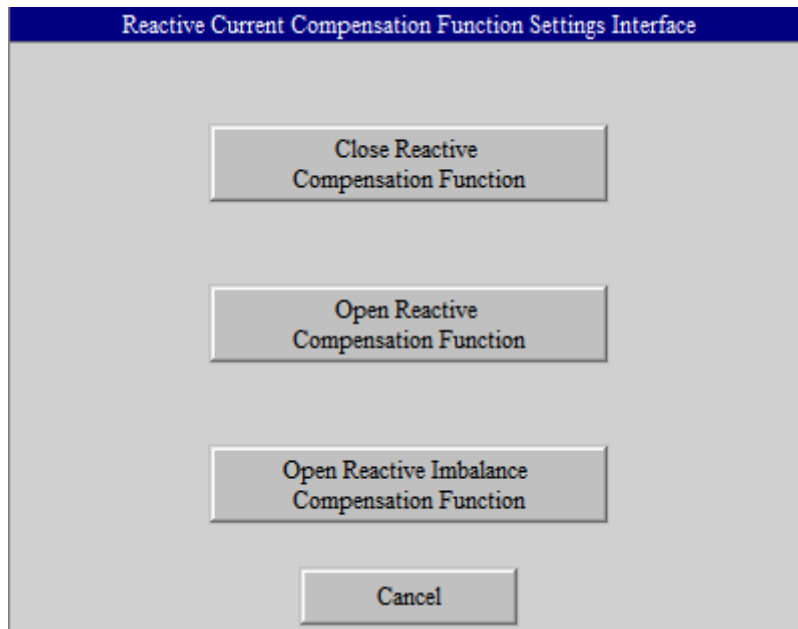 Reactive Current Compensation Function Settings Interface
Close Reactive
Compensation Function
Open Reactive
Compensation Function
Open Reactive Imbalance
Compensation Function
Cancel